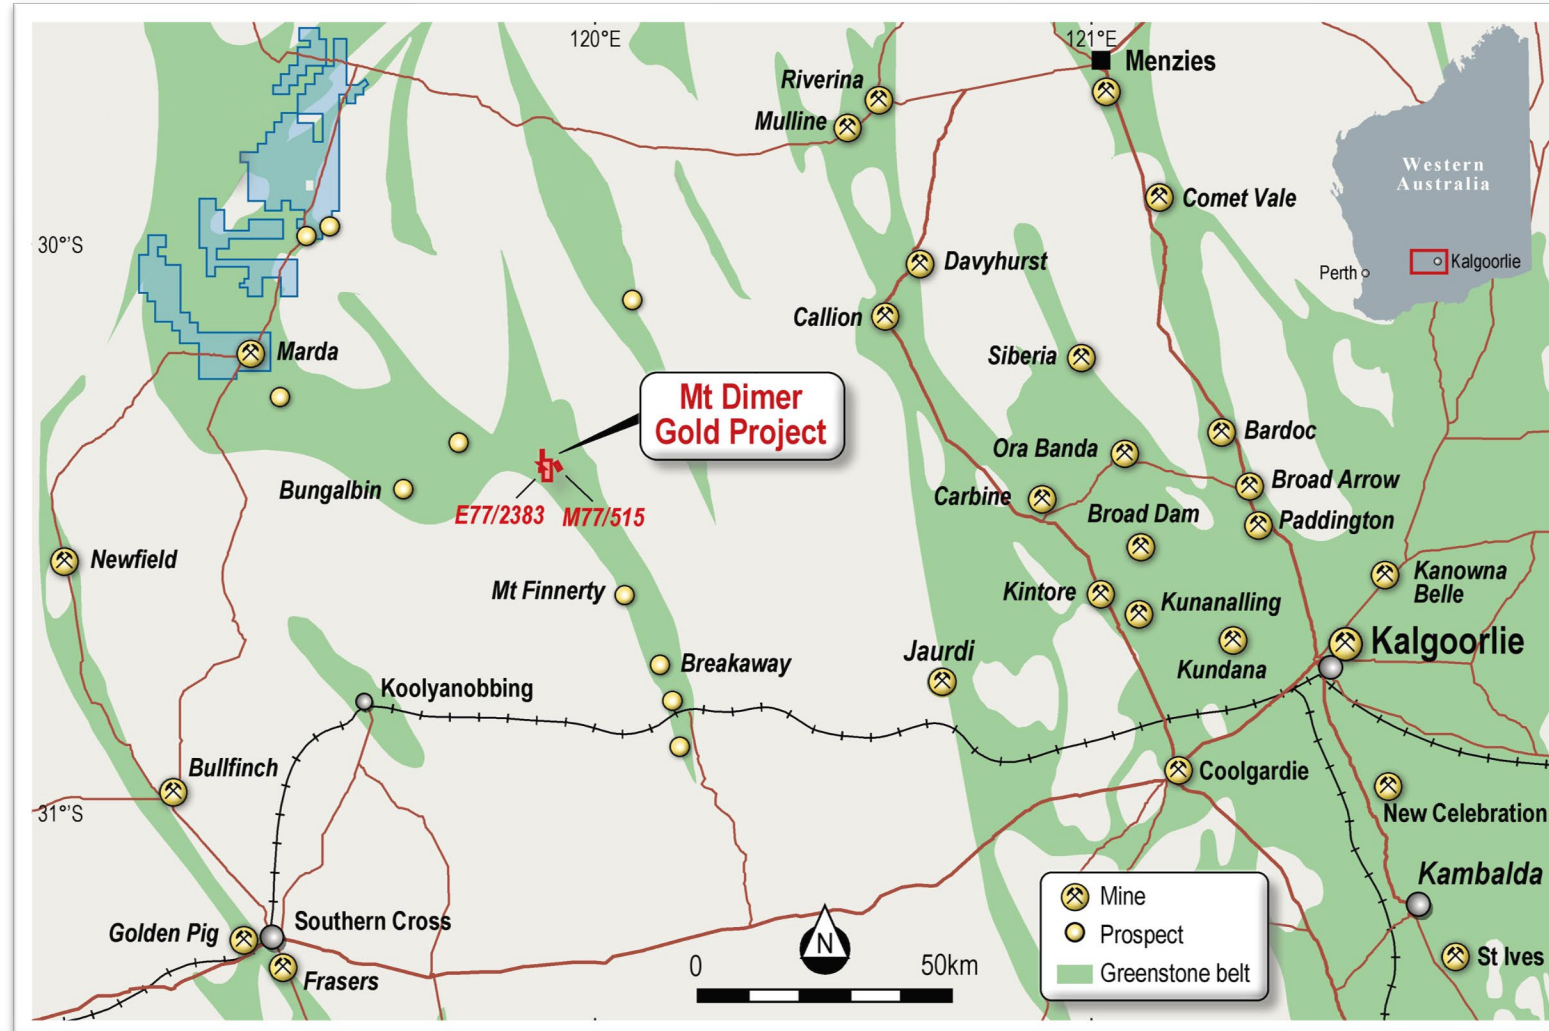 120°E
121°E
Menzies
Riverina
Mulline
Western
Australia
Comet Vale
30°'S
Davyhurst
Perth
Kalgoorlie
Callion
Marda
Siberia
Mt Dimer
Gold Project
Bardoc
Ora Banda
Broad Arrow
Bungalbin
Carbine
E77/2383
M77/515
Broad Dam
Paddington
Newfield
Kanowna
Belle
Mt Finnerty
Kintore
Kunanalling
Kalgoorlie
Jaurdi
Breakaway
Kundana
Koolyanobbing
Bullfinch
Coolgardie
31°'S
New Celebration
Kambalda
Mine
Southern Cross
Golden Pig
Prospect
N
St Ives
0
50km
Greenstone belt
Frasers